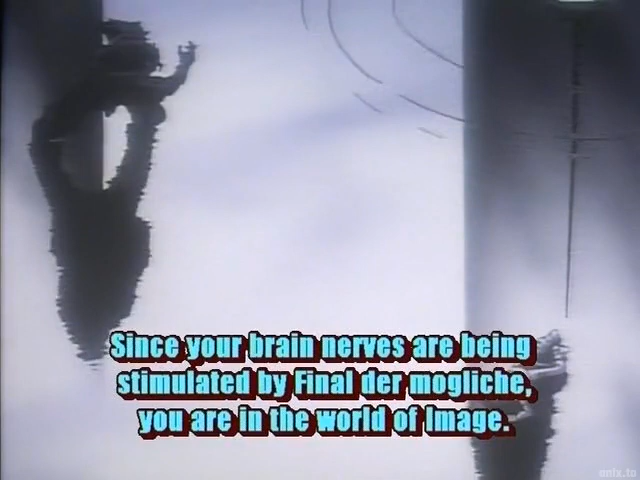 Since your brain nerves are being
stimulated by Final der mogliche,
you are in the world of Image.